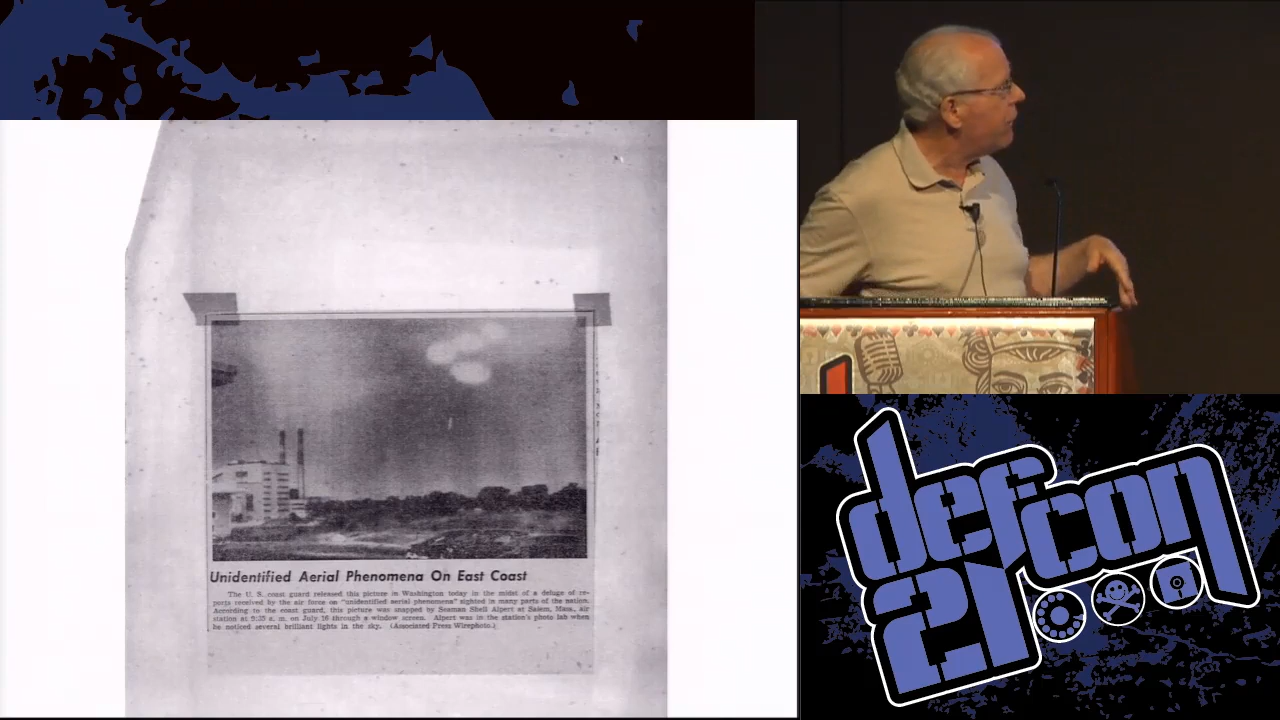 Unidentified Aerial Phenomena On East Coast
The U. S. coast guard released this picture in Washington today in the midst of a defuge of re-
ports received by the air force on "unidentified aerial phenomena" sighted in many parts of the nation.
According to the coast guard, this picture was snapped by Seaman Shell Alpert at Salem, Mass., air
station at 9:35 a. m. on July 16 through a window screen. Alpert was in the station's photo lab when
he noticed several brilliant lights in the sky. (Associated Press Wirephoto.)
defcon
21